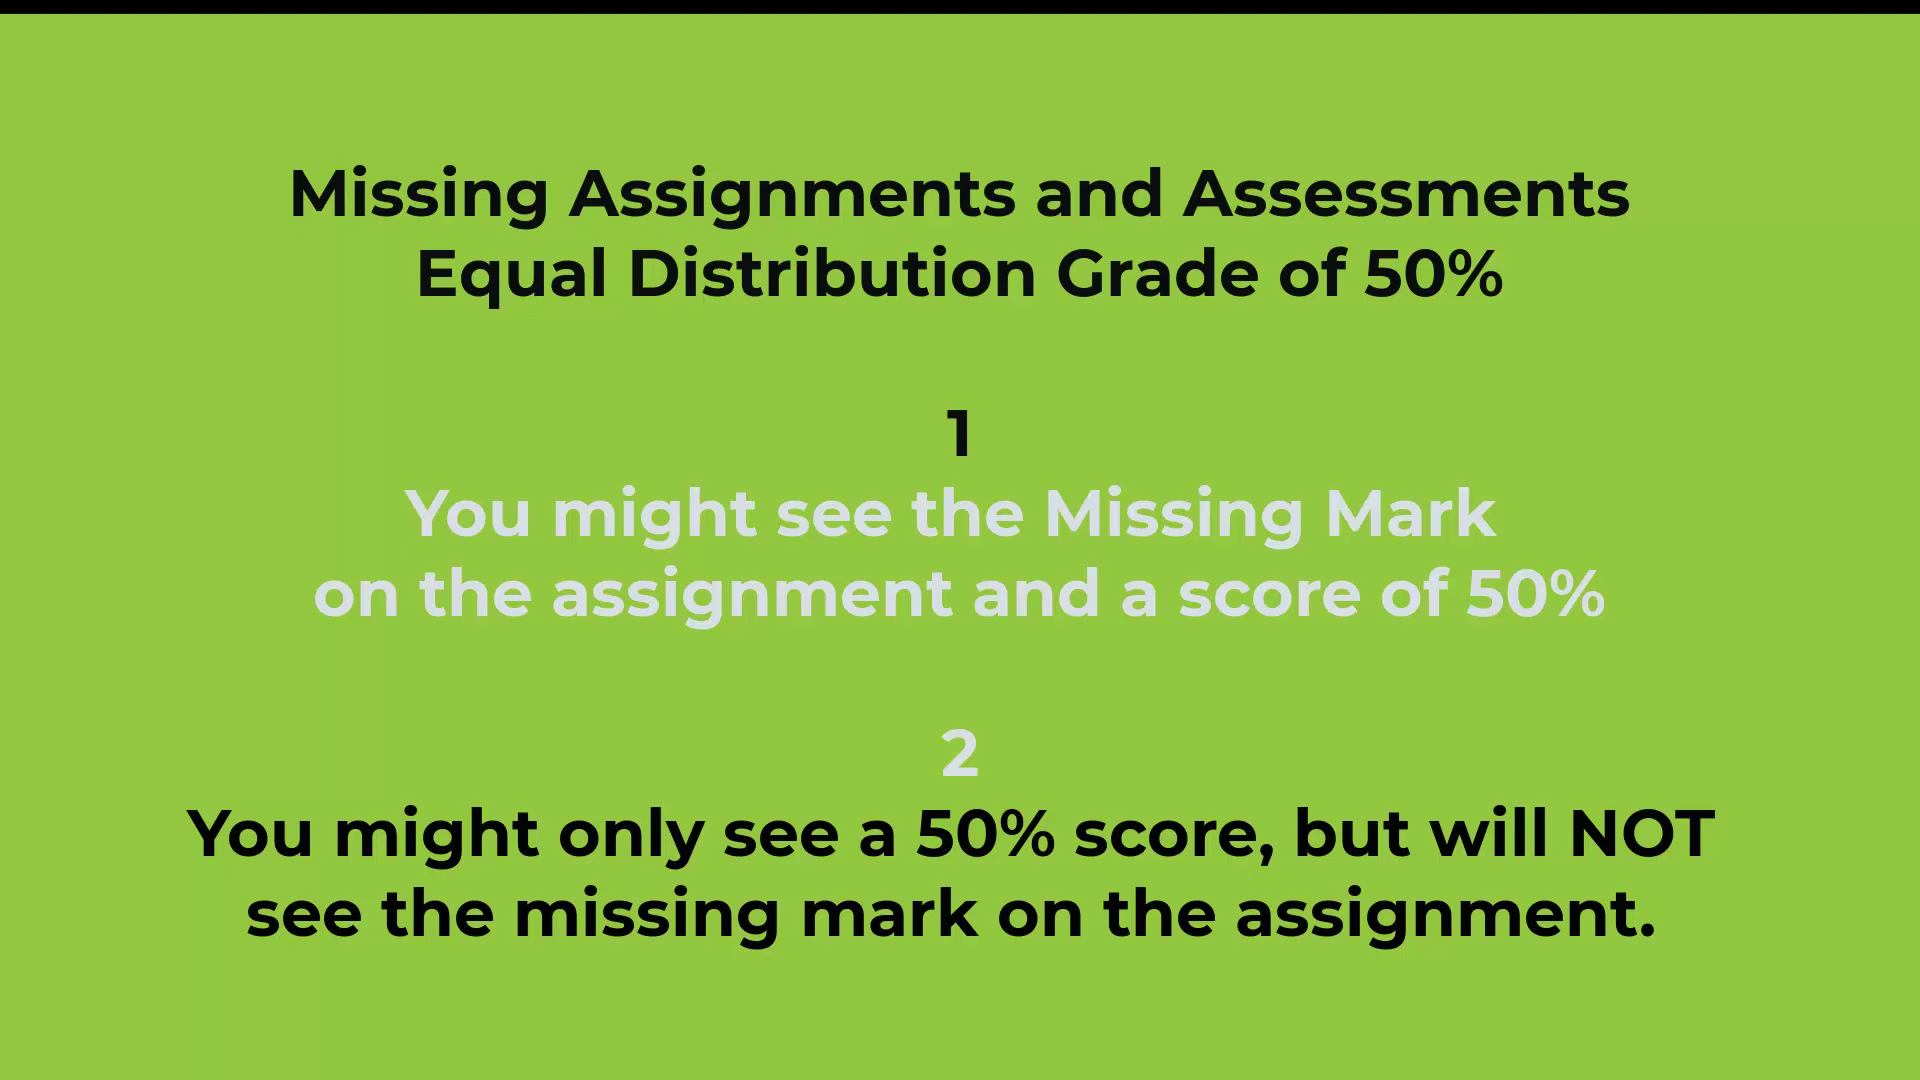 Missing Assignments and Assessments
Equal Distribution Grade of 50%
1
You might see the Missing Mark
on the assignment and a score of 50%
2
You might only see a 50% score, but will NOT
see the missing mark on the assignment.